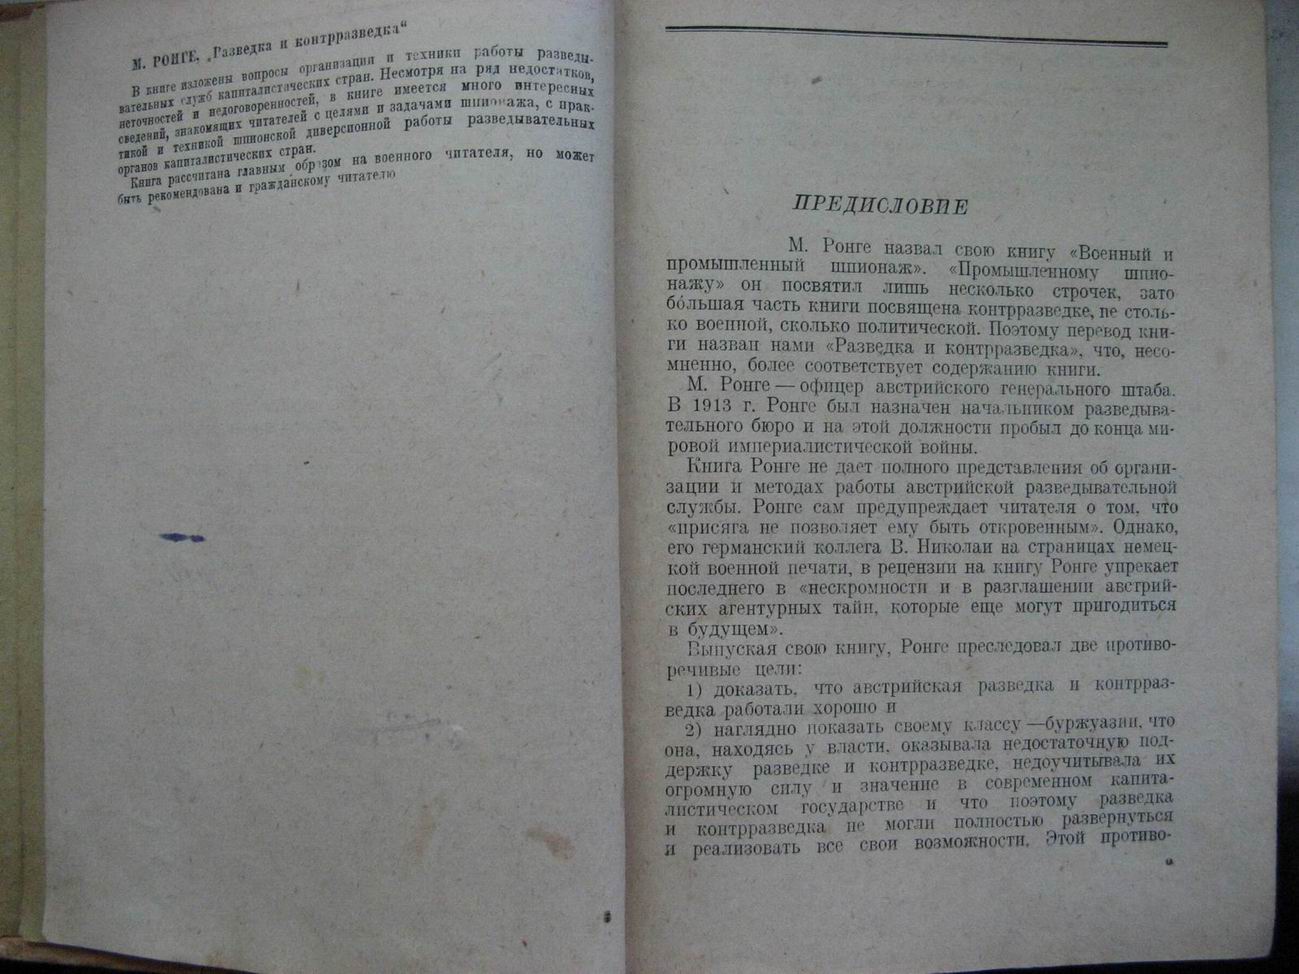 М. РОНГЕ. „Разведка и контрразведка“
В книге изложены вопросы организации и техники работы разведы-
вательных служб капиталистических стран. Несмотря на ряд недостатков,
неточностей и недоговоренностей, в книге имеется много интересных
сведений, знакомящих читателей с целями и задачами шпионажа, с прак-
тикой и техникой шпионской диверсионной работы разведывательных
органов капиталистических стран.
Книга рассчитана главным образом на военного читателя, но может
быть рекомендована и гражданскому читателю
ПРЕДИСЛОВИЕ
М. Ронге назвал свою книгу «Военный и
промышленный шпионаж». «Промышленному шпио-
нажу» он посвятил лишь несколько строчек, зато
бо́льшая часть книги посвящена контрразведке, не столь-
ко военной, сколько политической. Поэтому перевод кни-
ги назван нами «Разведка и контрразведка», что, несо-
мненно, более соответствует содержанию книги.
М. Ронге — офицер австрийского генерального штаба.
В 1913 г. Ронге был назначен начальником разведыва-
тельного бюро и на этой должности пробыл до конца ми-
ровой империалистической войны.
Книга Ронге не дает полного представления об органи-
зации и методах работы австрийской разведывательной
службы. Ронге сам предупреждает читателя о том, что
«присяга не позволяет ему быть откровенным». Однако,
его германский коллега В. Николаи на страницах немец-
кой военной печати, в рецензии на книгу Ронге упрекает
последнего в «нескромности и в разглашении австрий-
ских агентурных тайн, которые еще могут пригодиться
в будущем».
Выпуская свою книгу, Ронге преследовал две противо-
речивые цели:
1) доказать, что австрийская разведка и контрраз-
ведка работали хорошо и
2) наглядно показать своему классу — буржуазии, что
она, находясь у власти, оказывала недостаточную под-
держку разведке и контрразведке, недоучитывала их
огромную силу и значение в современном капита-
листическом государстве и что поэтому разведка
и контрразведка не могли полностью развернуться
и реализовать все свои возможности. Этой противо-